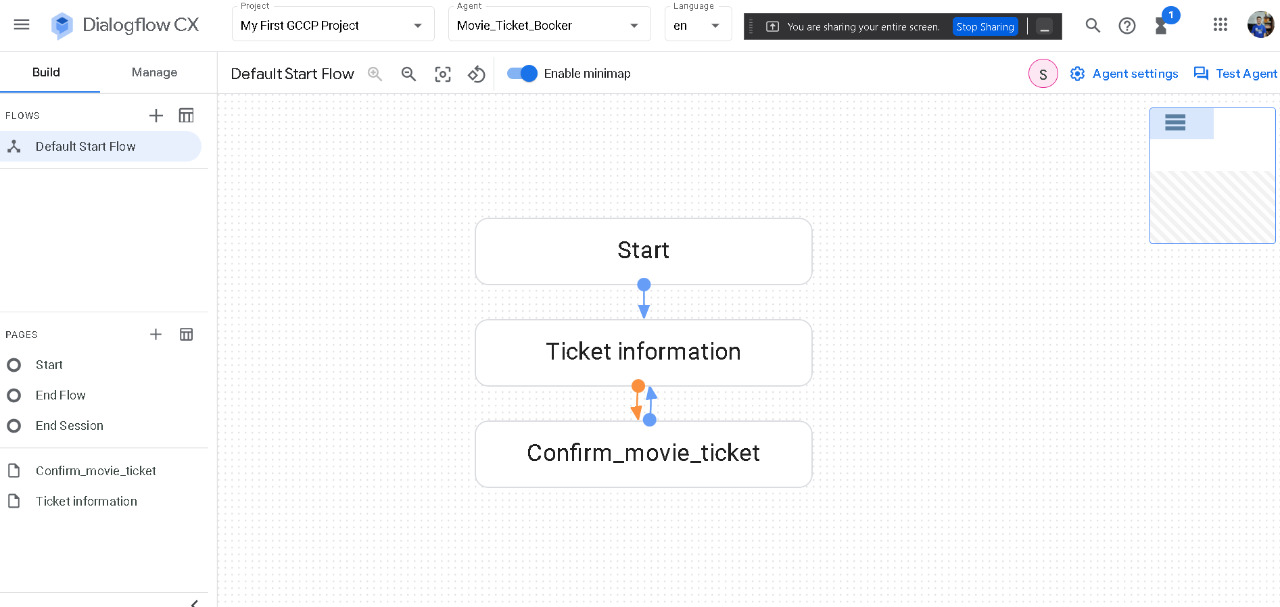 Dialogflow CX
Project
My First GCCP Project
Agent
Movie_Ticket_Booke
Language
en
You are sharing your entire screen.
Stop Sharing
1
Build
Manage
Default Start Flow
Enable minimap
S
Agent settings
Test Agent
FLOWS
Default Start Flow
Start
Ticket information
Confirm_movie_ticket
PAGES
Start
End Flow
End Session
Confirm_movie_ticket
Ticket information